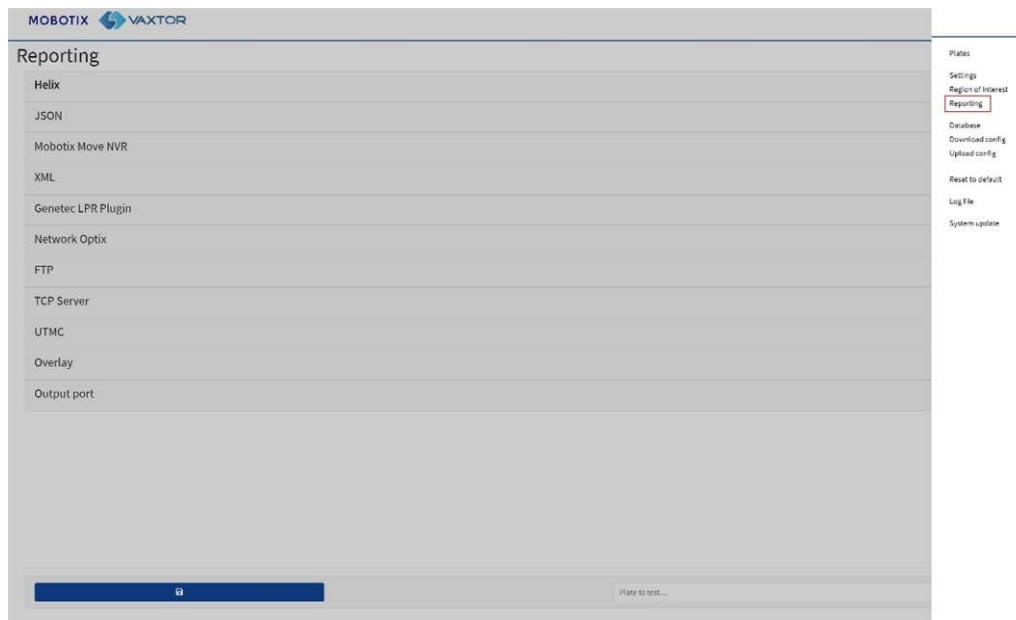 MOBOTIX VAXTOR
Reporting
Helix
JSON
Mobotix Move NVR
XML
Genetec LPR Plugin
Network Optix
FTP
TCP Server
UTMC
Overlay
Output port
Plate to test...
Plates
Settings
Region of Interest
Reporting
Database
Download config
Upload config
Reset to default
Log file
System update